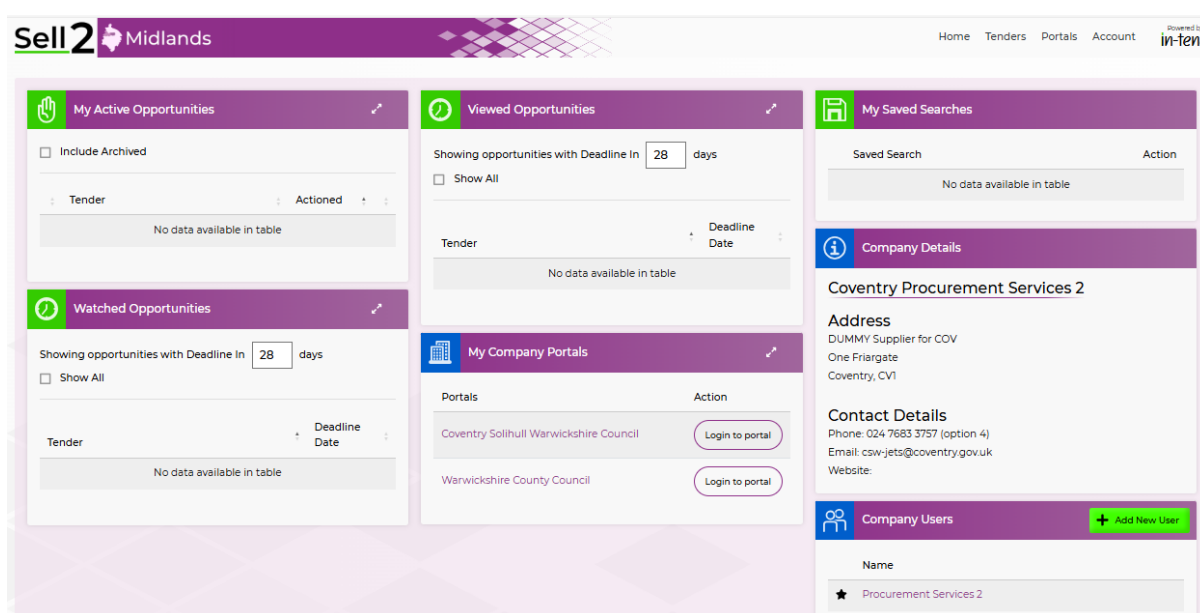 Sell2 Midlands
Home Tenders Portals Account
Powered b
in-ten
My Active Opportunities
Include Archived
Tender Actioned
No data available in table
Watched Opportunities
Showing opportunities with Deadline In 28 days
Show All
Tender Deadline
Date
No data available in table
Viewed Opportunities
Showing opportunities with Deadline In 28 days
Show All
Tender Deadline
Date
No data available in table
My Company Portals
Portals Action
Coventry Solihull Warwickshire Council Login to portal
Warwickshire County Council Login to portal
My Saved Searches
Saved Search Action
No data available in table
Company Details
Coventry Procurement Services 2
Address
DUMMY Supplier for COV
One Friargate
Coventry, CV1
Contact Details
Phone: 024 7683 3757 (option 4)
Email: csw-jets@coventry.gov.uk
Website:
Company Users + Add New User
Name
Procurement Services 2